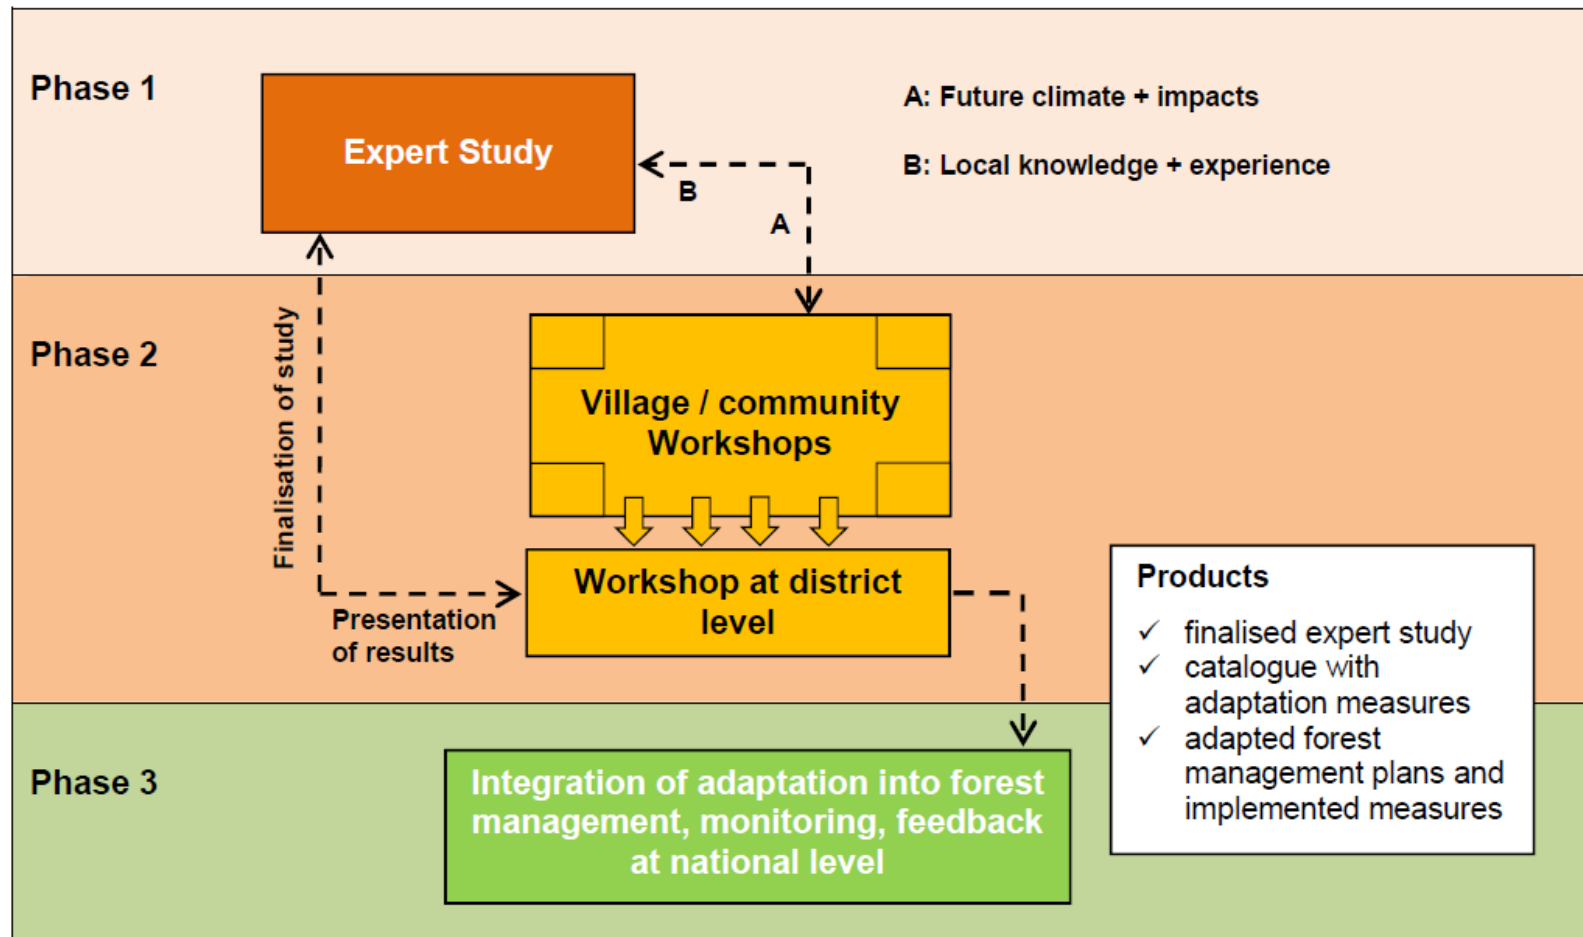 Phase 1
Expert Study
A: Future climate + impacts
B: Local knowledge + experience
B
A
Phase 2
Finalisation of study
Village / community
Workshops
Workshop at district
level
Presentation
of results
Products
✓ finalised expert study
✓ catalogue with
adaptation measures
✓ adapted forest
management plans and
implemented measures
Phase 3
Integration of adaptation into forest
management, monitoring, feedback
at national level